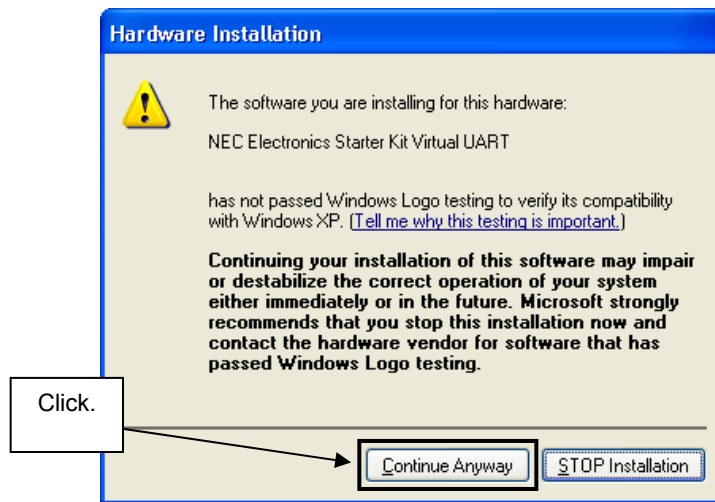 Hardware Installation
The software you are installing for this hardware:
NEC Electronics Starter Kit Virtual UART
has not passed Windows Logo testing to verify its compatibility
with Windows XP. (Tell me why this testing is important.)
Continuing your installation of this software may impair
or destabilize the correct operation of your system
either immediately or in the future. Microsoft strongly
recommends that you stop this installation now and
contact the hardware vendor for software that has
passed Windows Logo testing.
Click.
Continue Anyway
STOP Installation